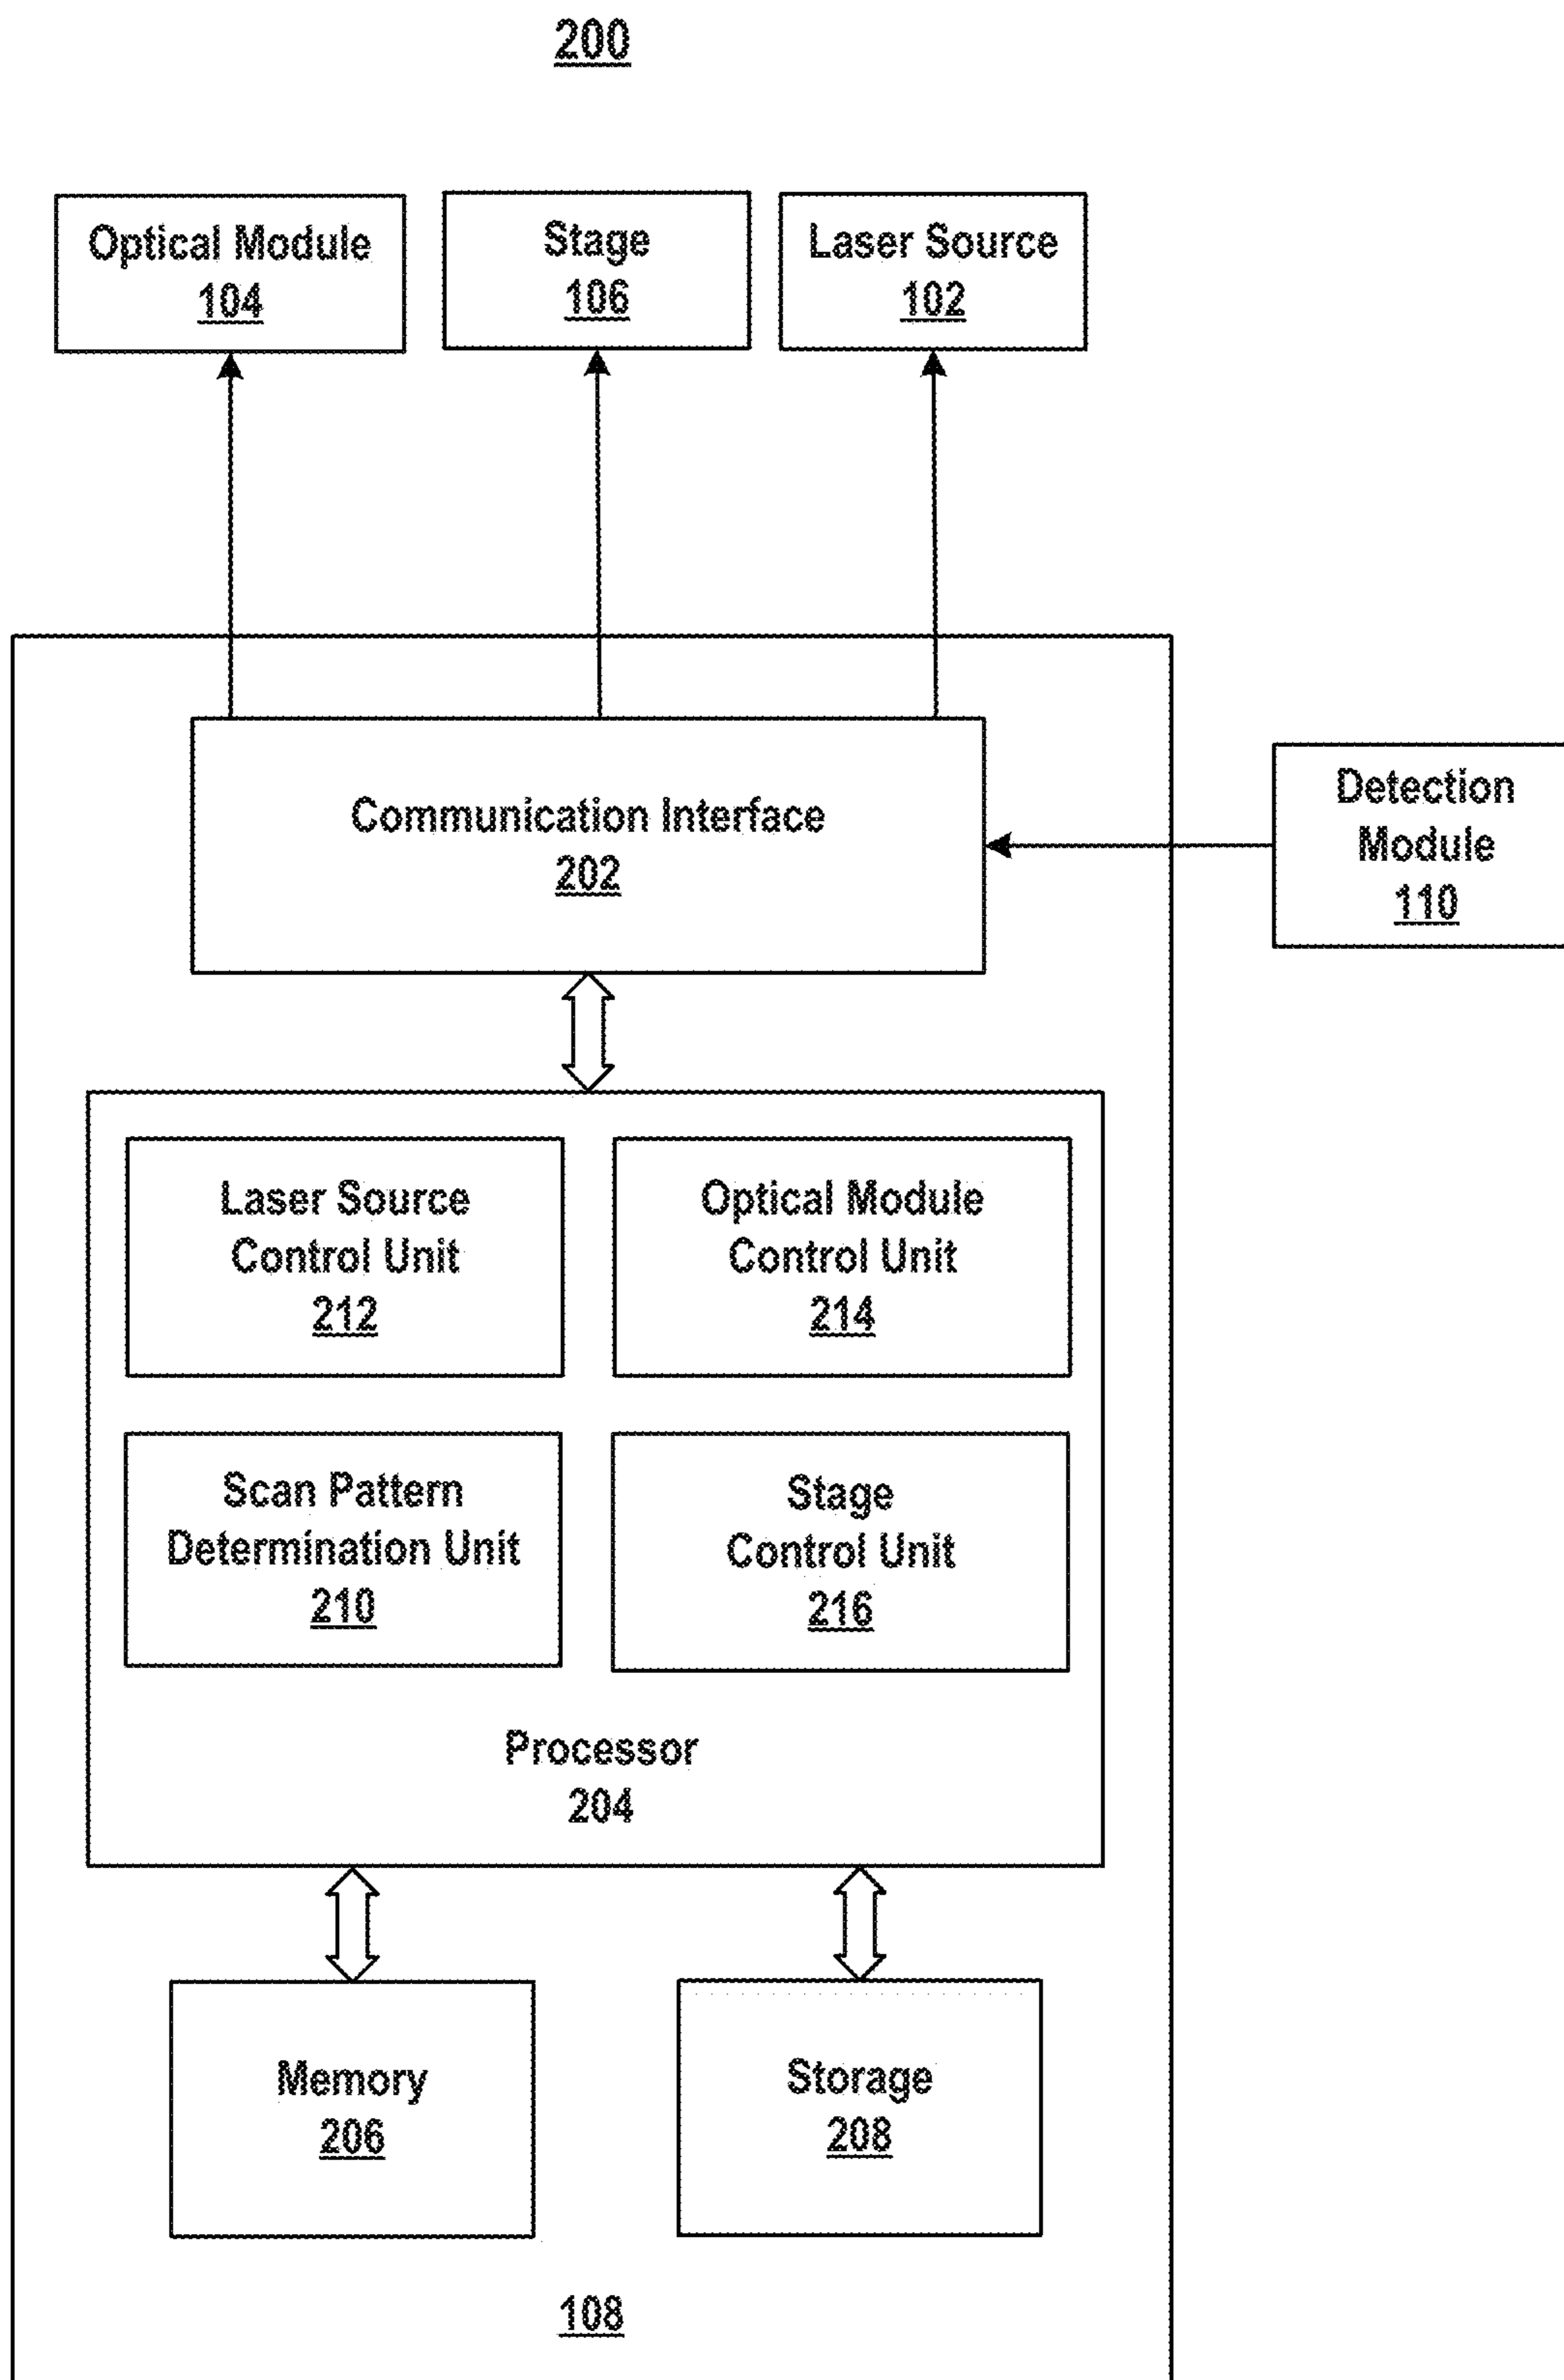 200
Optical Module
104
Stage
106
Laser Source
102
Communication Interface
202
Detection
Module
110
Laser Source
Control Unit
212
Optical Module
Control Unit
214
Scan Pattern
Determination Unit
210
Stage
Control Unit
216
Processor
204
Memory
206
Storage
208
108